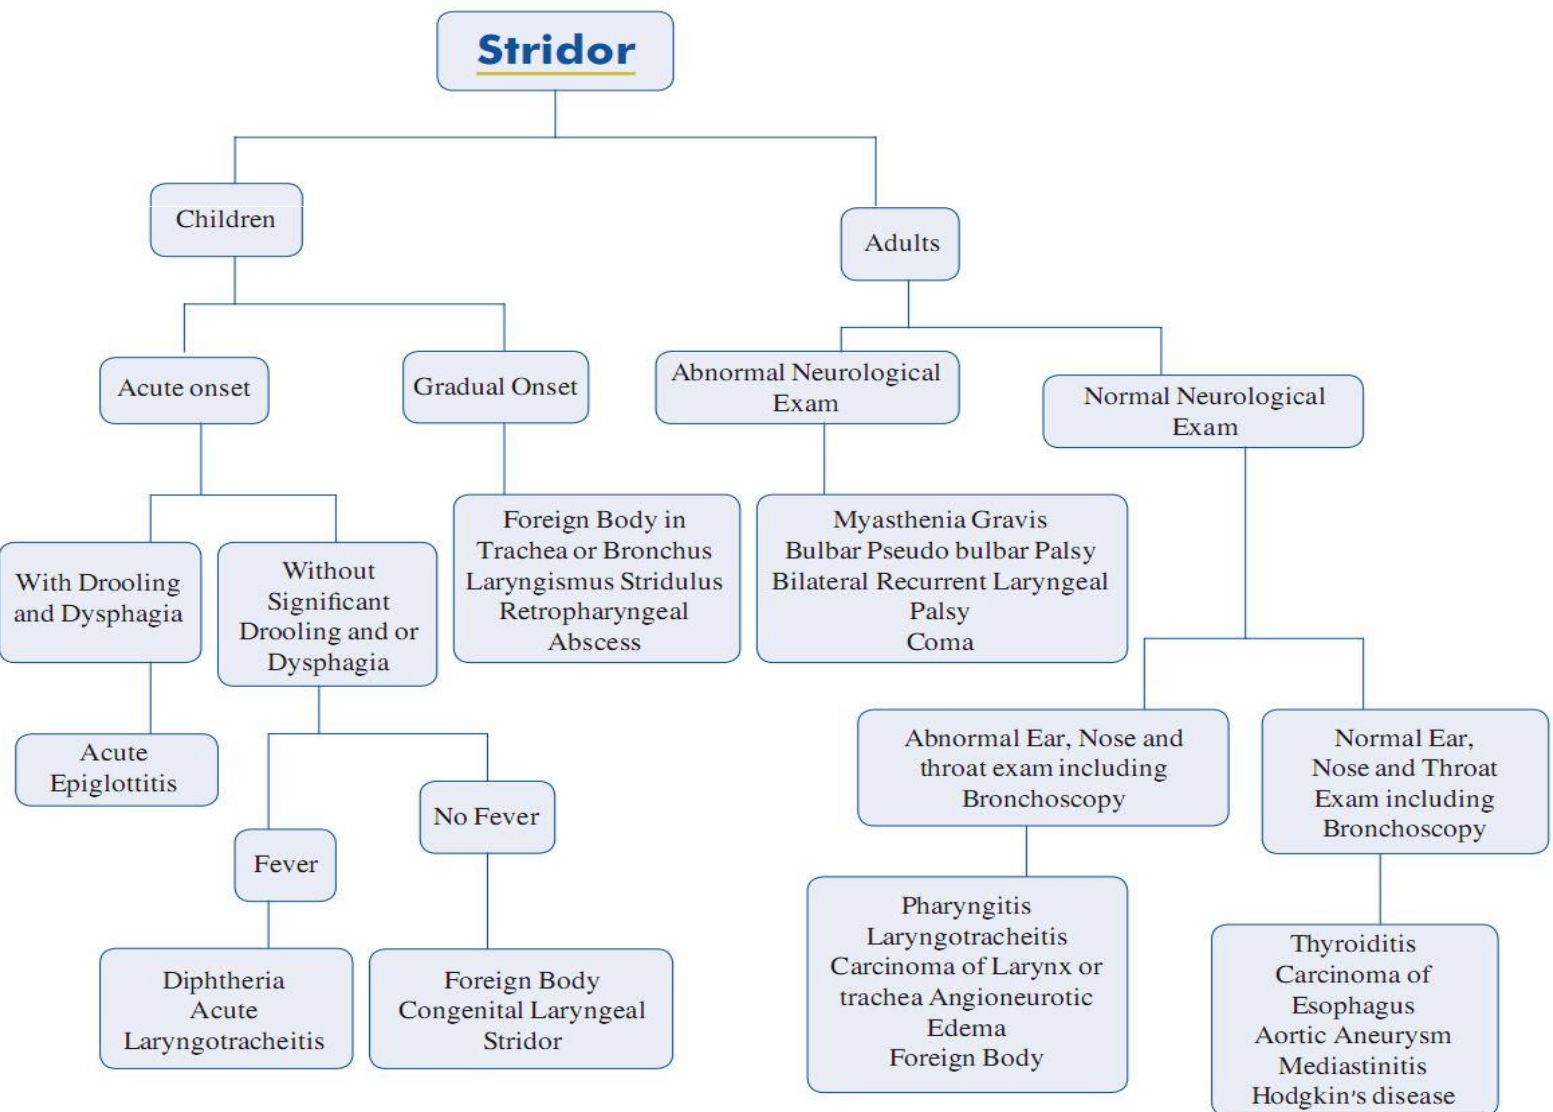 Stridor
Children
Adults
Acute onset
Gradual Onset
Abnormal Neurological
Exam
Normal Neurological
Exam
With Drooling
and Dysphagia
Without
Significant
Drooling and or
Dysphagia
Foreign Body in
Trachea or Bronchus
Laryngismus Stridulus
Retropharyngeal
Abscess
Myasthenia Gravis
Bulbar Pseudo bulbar Palsy
Bilateral Recurrent Laryngeal
Palsy
Coma
Acute
Epiglottitis
Fever
No Fever
Abnormal Ear, Nose and
throat exam including
Bronchoscopy
Normal Ear,
Nose and Throat
Exam including
Bronchoscopy
Diphtheria
Acute
Laryngotracheitis
Foreign Body
Congenital Laryngeal
Stridor
Pharyngitis
Laryngotracheitis
Carcinoma of Larynx or
trachea Angioneurotic
Edema
Foreign Body
Thyroiditis
Carcinoma of
Esophagus
Aortic Aneurysm
Mediastinitis
Hodgkin's disease